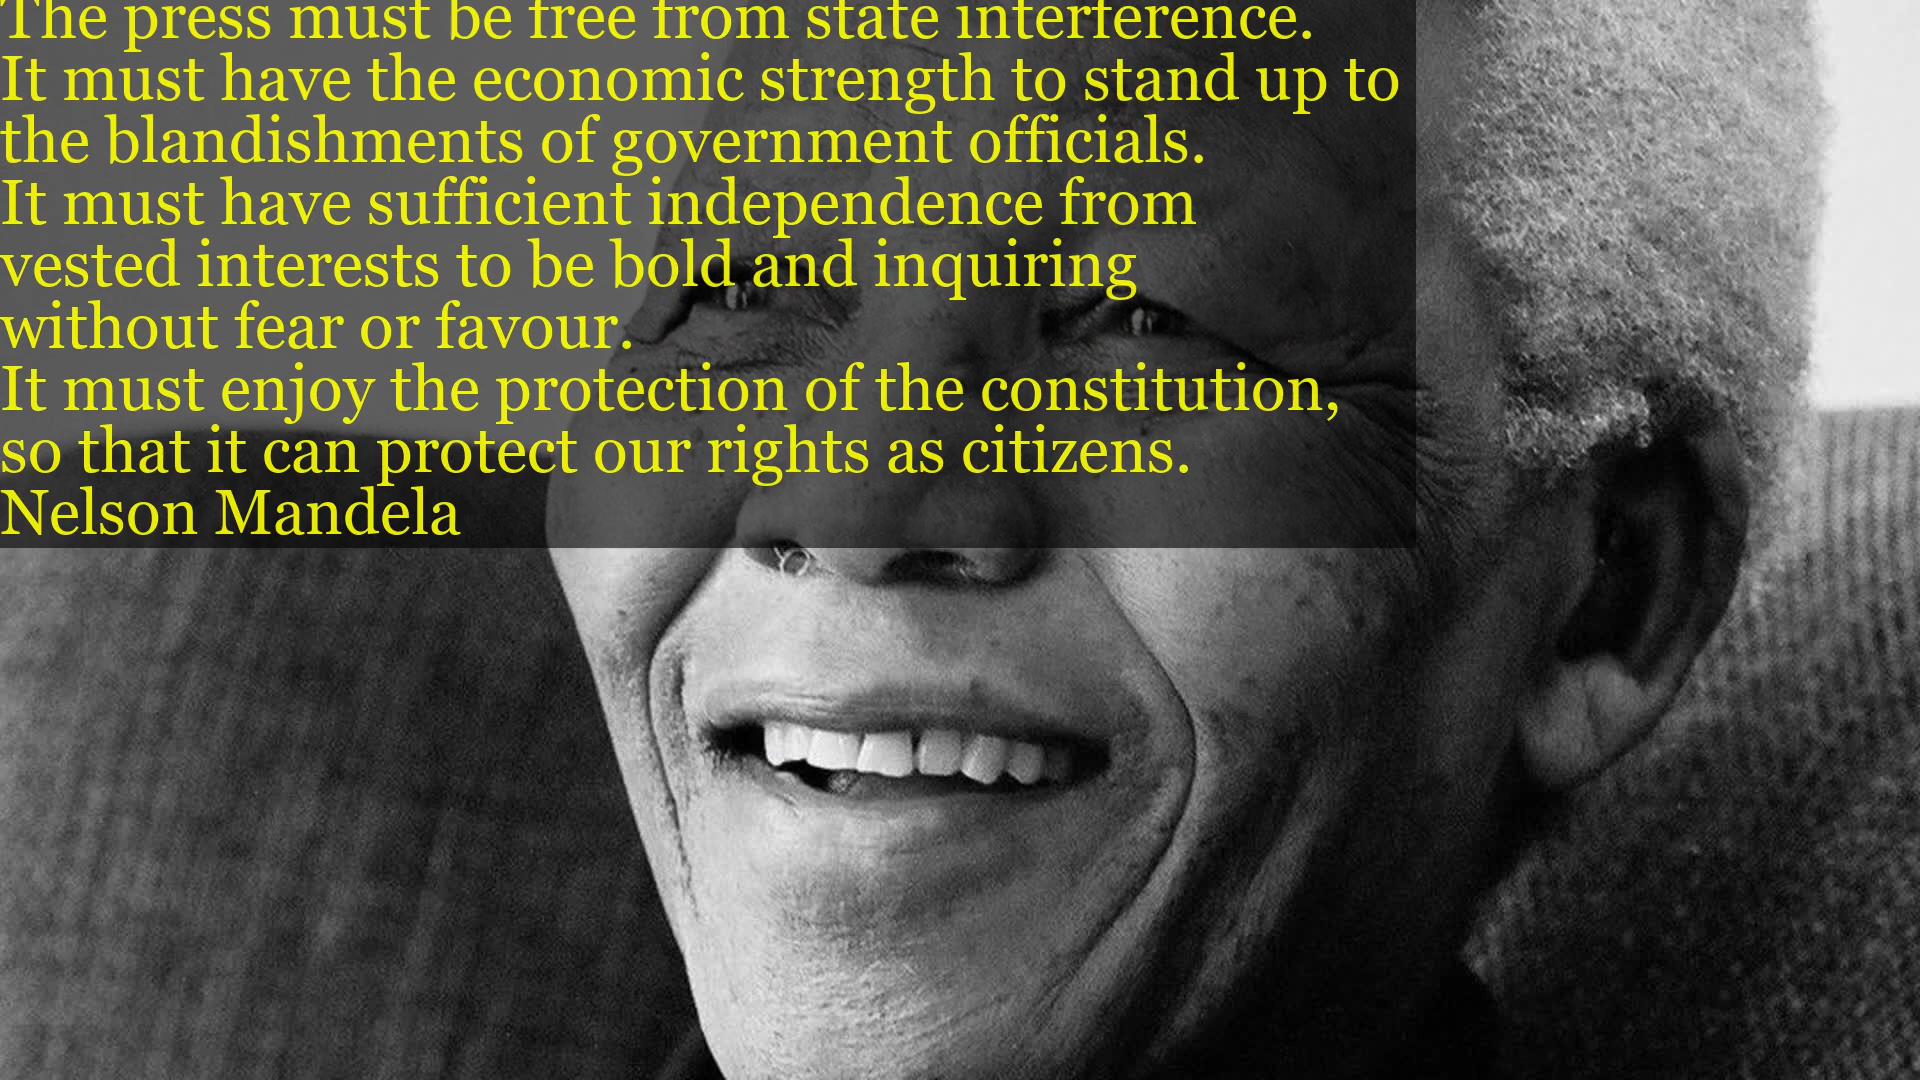 The press must be free from state interference.
It must have the economic strength to stand up to
the blandishments of government officials.
It must have sufficient independence from
vested interests to be bold and inquiring
without fear or favour.
It must enjoy the protection of the constitution,
so that it can protect our rights as citizens.
Nelson Mandela